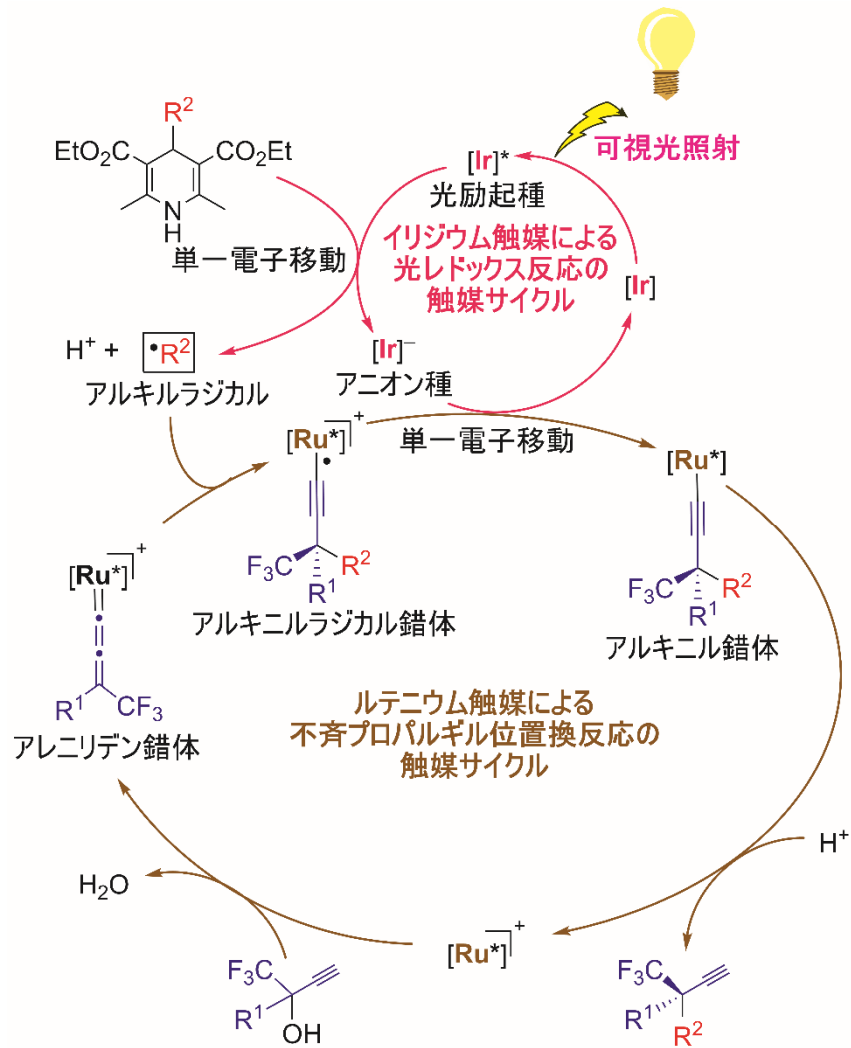 R²
EtO₂C
CO₂Et
N
H
可視光照射
[Ir]*
光励起種
単一電子移動
イリジウム触媒による
光レドックス反応の
触媒サイクル
[Ir]
H⁺ + •R²
アルキルラジカル
[Ir]⁻
アニオン種
[Ru*]⁺
単一電子移動
[Ru*]
F₃C
R²
R¹
アルキニルラジカル錯体
F₃C
R²
R¹
アルキニル錯体
[Ru*]⁺
R¹
CF₃
アレニリデン錯体
ルテニウム触媒による
不斉プロパルギル位置換反応の
触媒サイクル
H⁺
H₂O
[Ru*]⁺
F₃C
R¹
OH
F₃C
R¹
R²